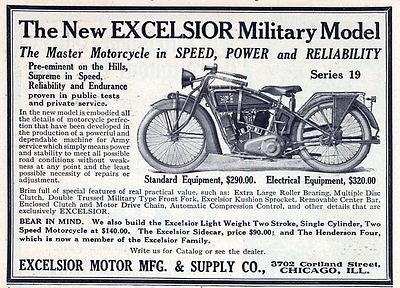 The New EXCELSIOR Military Model
The Master Motorcycle in SPEED, POWER and RELIABILITY
Pre-eminent on the Hills,
Supreme in Speed,
Reliability and Endurance
proven in public tests
and private service.
Series 19
In the new model is embodied all
the details of motorcycle perfec-
tion that have been developed in
the production of a powerful and
dependable machine for Army
service which simply means power
and stability to meet all possible
road conditions without weak-
ness at any point and the least
possible necessity of repairs or
adjustment.
Standard Equipment, $290.00. Electrical Equipment, $320.00
Brim full of special features of real practical value, such as: Extra Large Roller Bearing, Multiple Disc
Clutch, Double Trussed Military Type Front Fork, Excelsior Kushion Sprocket, Removable Center Bar,
Enclosed Clutch and Motor Drive Chain, Automatic Compression Control, and other details that are
exclusively EXCELSIOR.
BEAR IN MIND. We also build the Excelsior Light Weight Two Stroke, Single Cylinder, Two
Speed Motorcycle at $140.00. The Excelsior Sidecar, price $90.00; and The Henderson Four,
which is now a member of the Excelsior Family.
Write us for Catalog or see the dealer.
EXCELSIOR MOTOR MFG. & SUPPLY CO., 3702 Cortland Street,
CHICAGO, ILL.